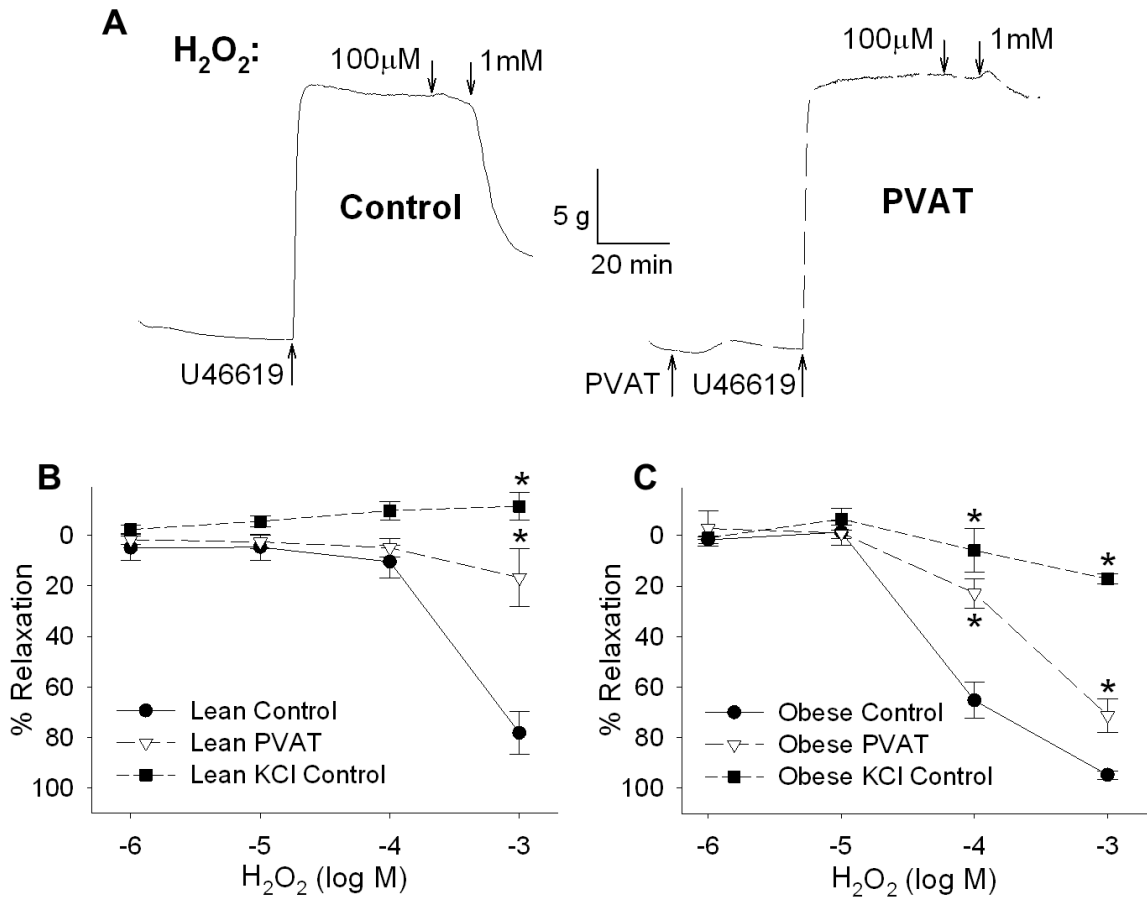 A
H₂O₂:
100μM
1mM
Control
U46619
5 g
20 min
100μM
1mM
PVAT
PVAT
U46619
B
*
*
% Relaxation
0
20
40
60
80
100
Lean Control
Lean PVAT
Lean KCl Control
-6
-5
-4
-3
H₂O₂ (log M)
C
*
*
*
*
% Relaxation
0
20
40
60
80
100
Obese Control
Obese PVAT
Obese KCl Control
-6
-5
-4
-3
H₂O₂ (log M)